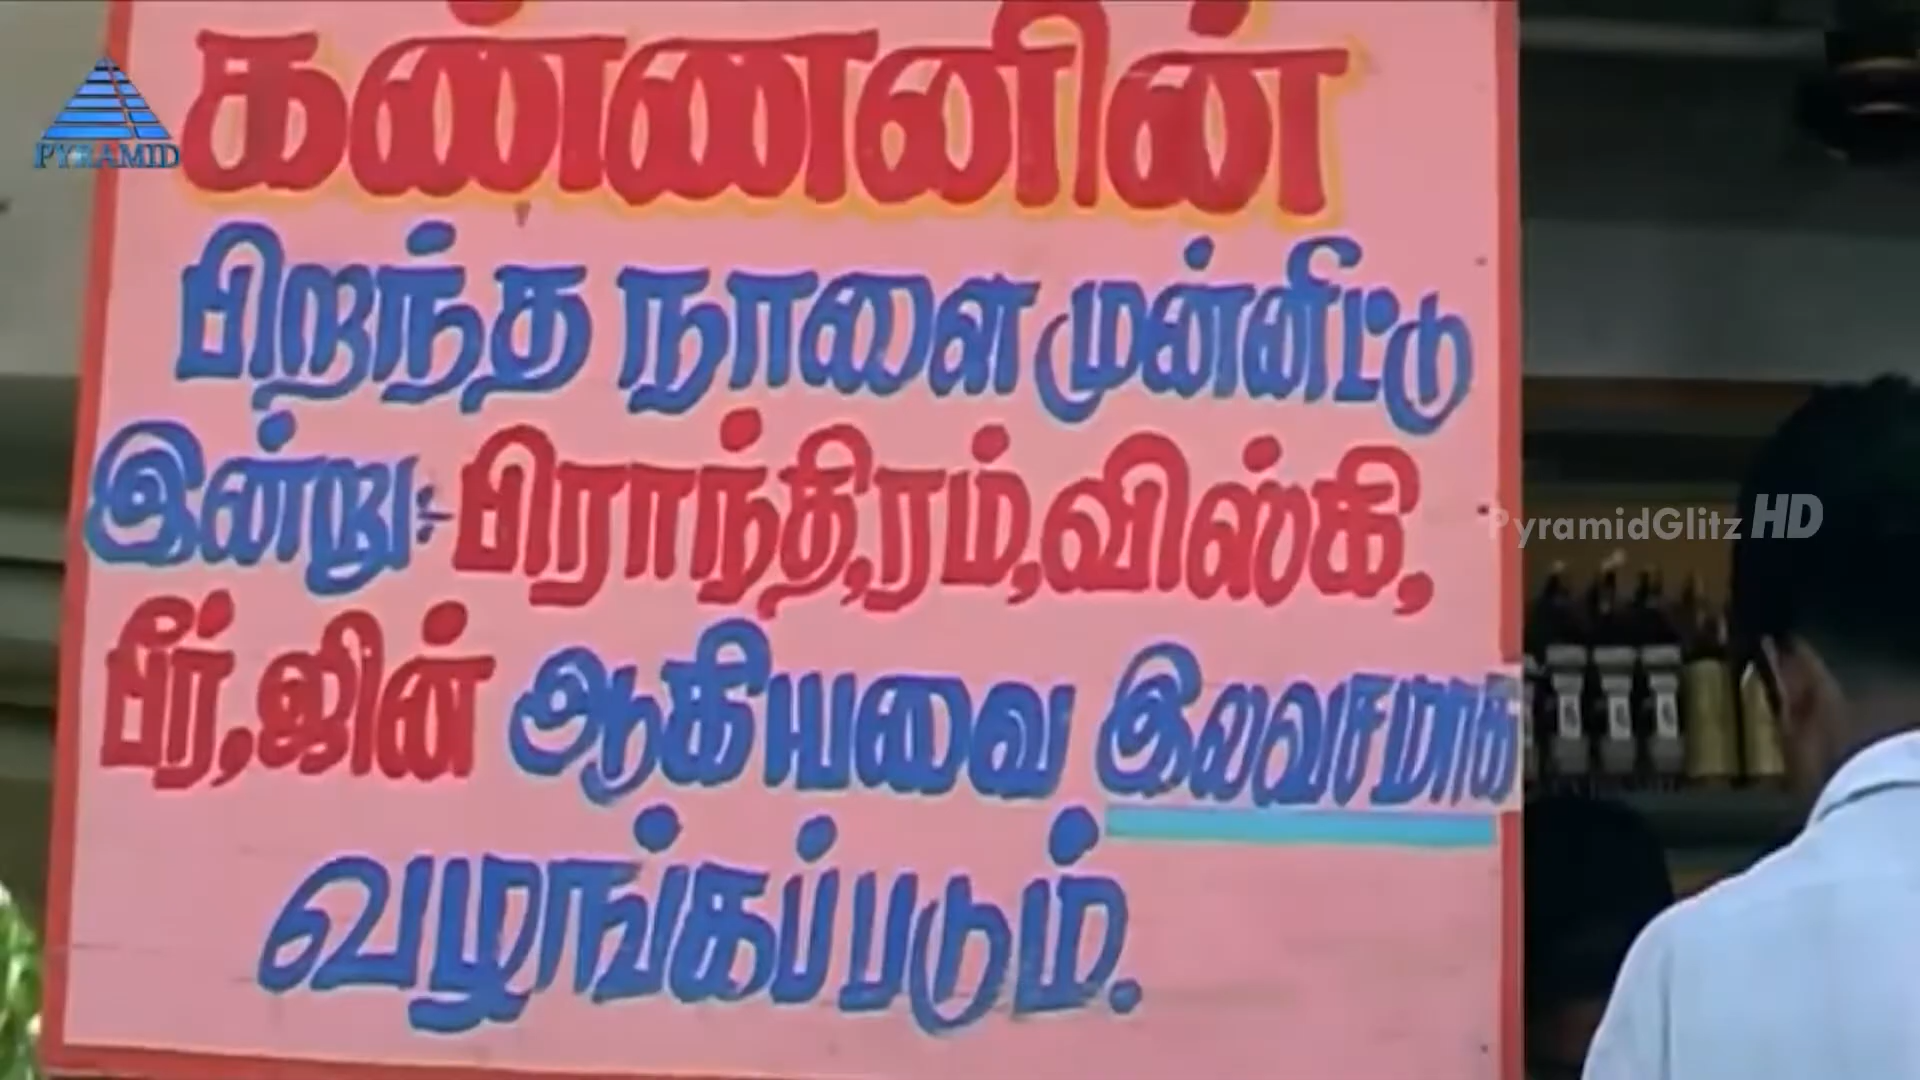 கண்ணனின்
பிறந்த நாளை முன்னிட்டு
இன்று:- பிராந்தி,ரம்,விஸ்கி,
பீர்,ஜின் ஆகியவை இலவசமாக
வழங்கப்படும்.
PYRAMID
PyramidGlitz HD